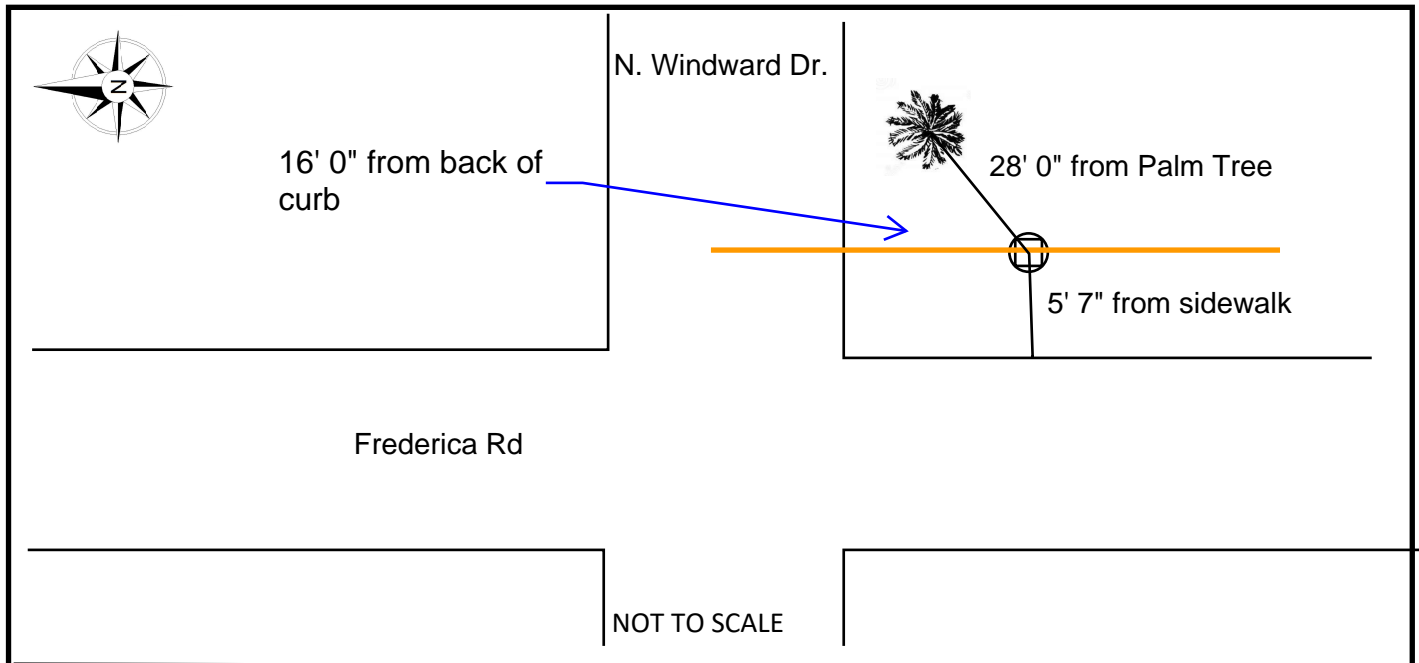 N
N. Windward Dr.
16' 0" from back of
curb
28' 0" from Palm Tree
5' 7" from sidewalk
Frederica Rd
NOT TO SCALE